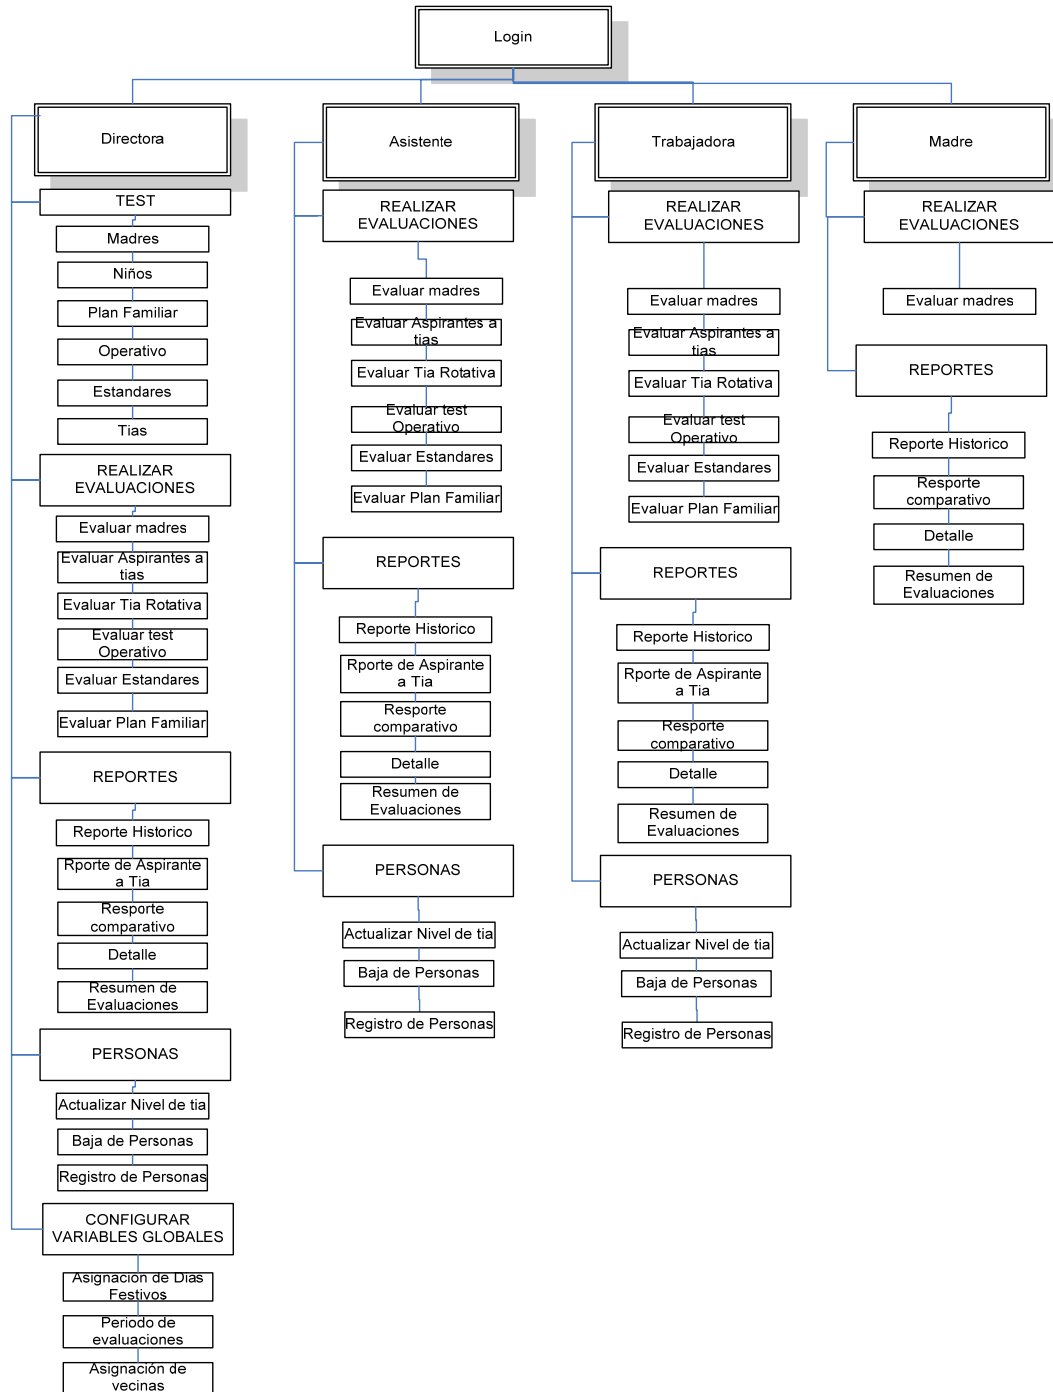 Login
Directora
TEST
Madres
Niños
Plan Familiar
Operativo
Estandares
Tias
REALIZAR
EVALUACIONES
Evaluar madres
Evaluar Aspirantes a
tias
Evaluar Tia Rotativa
Evaluar test
Operativo
Evaluar Estandares
Evaluar Plan Familiar
REPORTES
Reporte Historico
Rporte de Aspirante
a Tia
Resporte
comparativo
Detalle
Resumen de
Evaluaciones
PERSONAS
Actualizar Nivel de tia
Baja de Personas
Registro de Personas
CONFIGURAR
VARIABLES GLOBALES
Asignación de Días
Festivos
Periodo de
evaluaciones
Asignación de
vecinas
Asistente
REALIZAR
EVALUACIONES
Evaluar madres
Evaluar Aspirantes a
tias
Evaluar Tia Rotativa
Evaluar test
Operativo
Evaluar Estandares
Evaluar Plan Familiar
REPORTES
Reporte Historico
Rporte de Aspirante
a Tia
Resporte
comparativo
Detalle
Resumen de
Evaluaciones
PERSONAS
Actualizar Nivel de tia
Baja de Personas
Registro de Personas
Trabajadora
REALIZAR
EVALUACIONES
Evaluar madres
Evaluar Aspirantes a
tias
Evaluar Tia Rotativa
Evaluar test
Operativo
Evaluar Estandares
Evaluar Plan Familiar
REPORTES
Reporte Historico
Rporte de Aspirante
a Tia
Resporte
comparativo
Detalle
Resumen de
Evaluaciones
PERSONAS
Actualizar Nivel de tia
Baja de Personas
Registro de Personas
Madre
REALIZAR
EVALUACIONES
Evaluar madres
REPORTES
Reporte Historico
Resporte
comparativo
Detalle
Resumen de
Evaluaciones